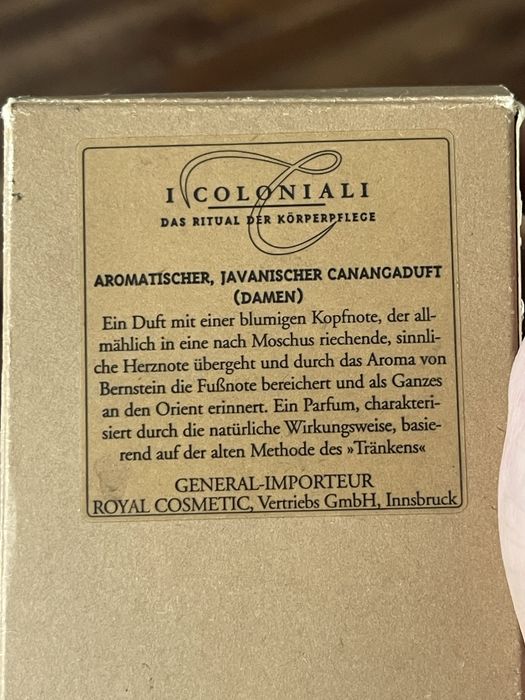 I COLONIALI
DAS RITUAL DER KÖRPERPFLEGE
AROMATISCHER, JAVANISCHER CANANGADUFT
(DAMEN)
Ein Duft mit einer blumigen Kopfnote, der all-
mählich in eine nach Moschus riechende, sinnli-
che Herznote übergeht und durch das Aroma von
Bernstein die Fußnote bereichert und als Ganzes
an den Orient erinnert. Ein Parfum, charakteri-
siert durch die natürliche Wirkungsweise, basie-
rend auf der alten Methode des »Tränkens«
GENERAL-IMPORTEUR
ROYAL COSMETIC, Vertriebs GmbH, Innsbruck